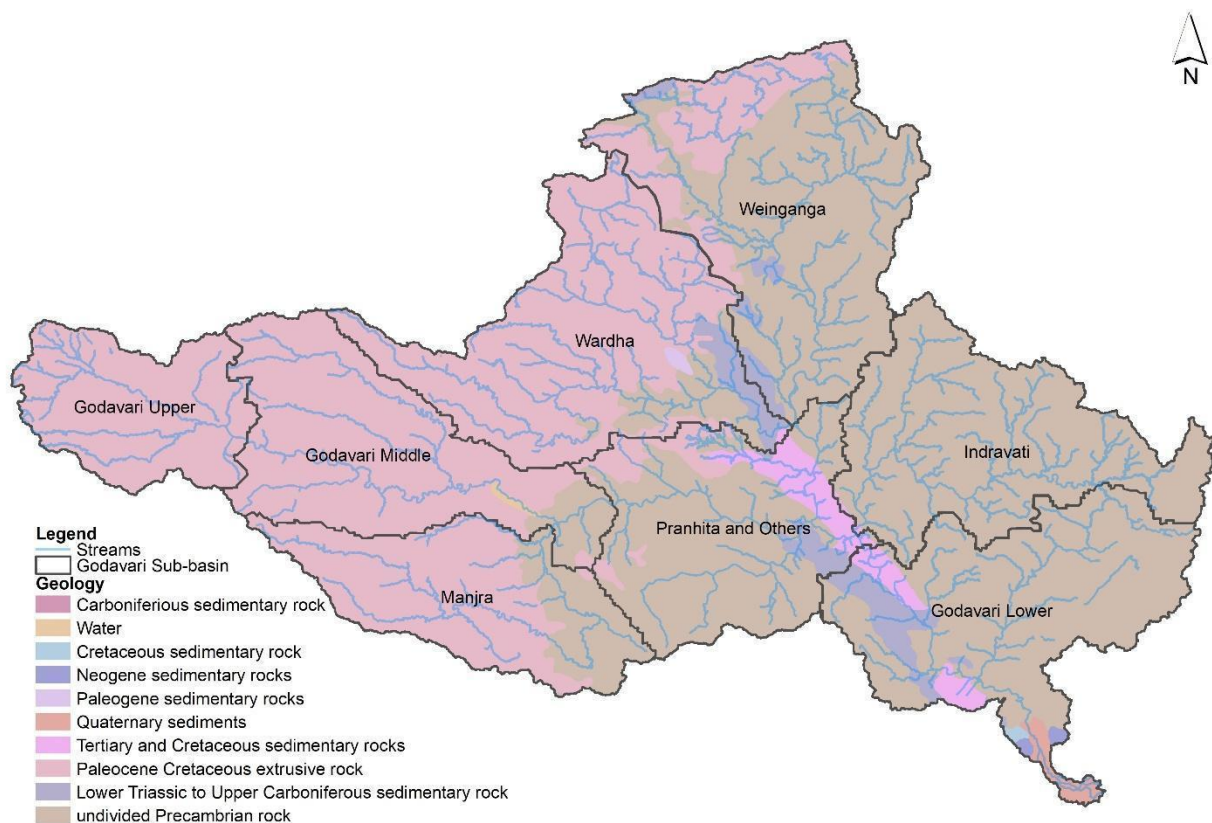 N
Weinganga
Wardha
Godavari Upper
Godavari Middle
Indravati
Pranhita and Others
Manjra
Godavari Lower
Legend
Streams
Godavari Sub-basin
Geology
Carboniferious sedimentary rock
Water
Cretaceous sedimentary rock
Neogene sedimentary rocks
Paleogene sedimentary rocks
Quaternary sediments
Tertiary and Cretaceous sedimentary rocks
Paleocene Cretaceous extrusive rock
Lower Triassic to Upper Carboniferous sedimentary rock
undivided Precambrian rock